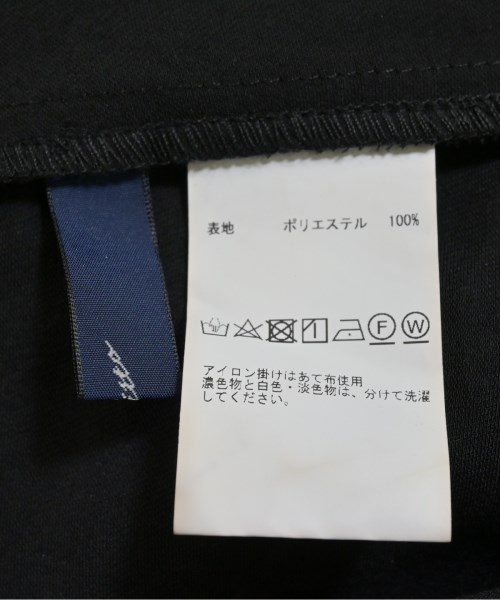 表地 ポリエステル 100%
F W
アイロン掛けはあて布使用
濃色物と白色・淡色物は、分けて洗濯
してください。